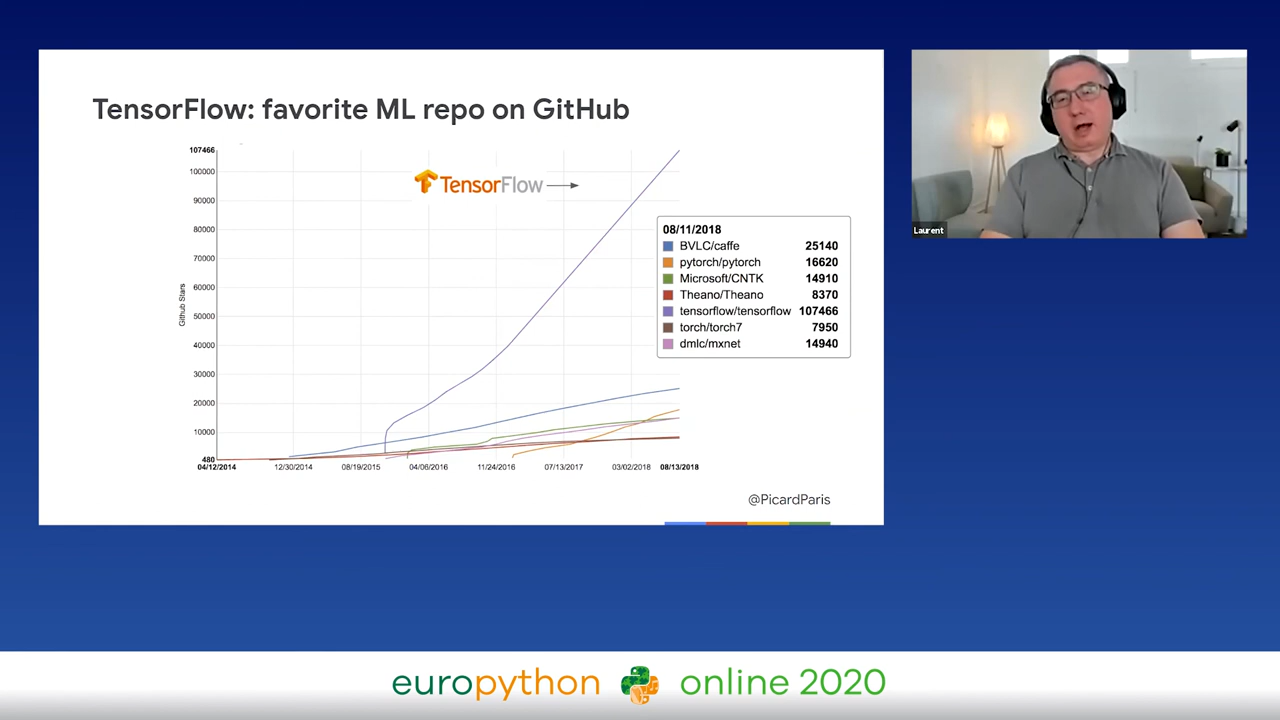 TensorFlow: favorite ML repo on GitHub
107466
100000
90000
80000
70000
60000
50000
40000
30000
20000
10000
480
Github Stars
04/12/2014 12/30/2014 08/19/2015 04/06/2016 11/24/2016 07/13/2017 03/02/2018 08/13/2018
TensorFlow
08/11/2018
BVLC/caffe 25140
pytorch/pytorch 16620
Microsoft/CNTK 14910
Theano/Theano 8370
tensorflow/tensorflow 107466
torch/torch7 7950
dmlc/mxnet 14940
@PicardParis
Laurent
europython online 2020